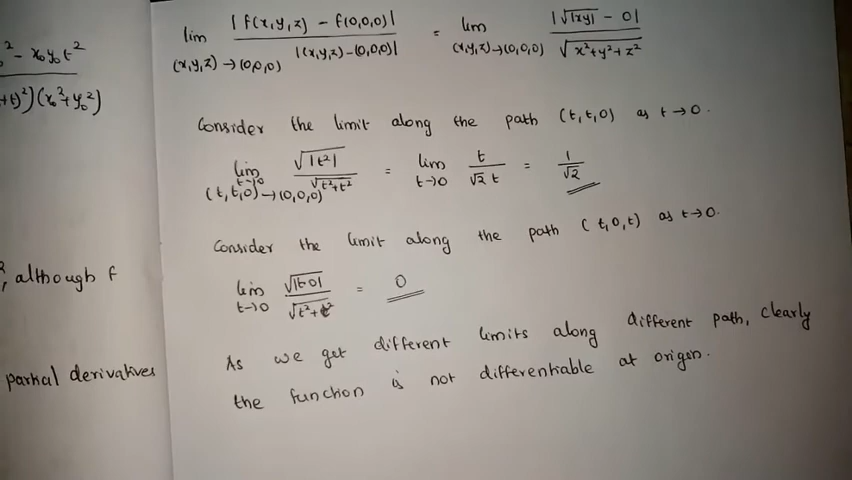 ₀² - x₀y₀t²
+t)²)(x₀²+y₀²)
², although f
partial derivatives
lim |f(x,y,z) - f(0,0,0)| / |(x,y,z)-(0,0,0)| = lim |√|xy| - 0| / √x²+y²+z²
(x,y,z)→(0,0,0) (x,y,z)→(0,0,0)
Consider the limit along the path (t,t,0) as t→0.
lim √|t²| / √t²+t² = lim t / √2 t = 1/√2
t→0 t→0
(t,t,0)→(0,0,0)
Consider the limit along the path (t,0,t) as t→0.
lim √|t·0| / √t²+t² = 0
t→0
As we get different limits along different path, clearly
the function is not differentiable at origin.